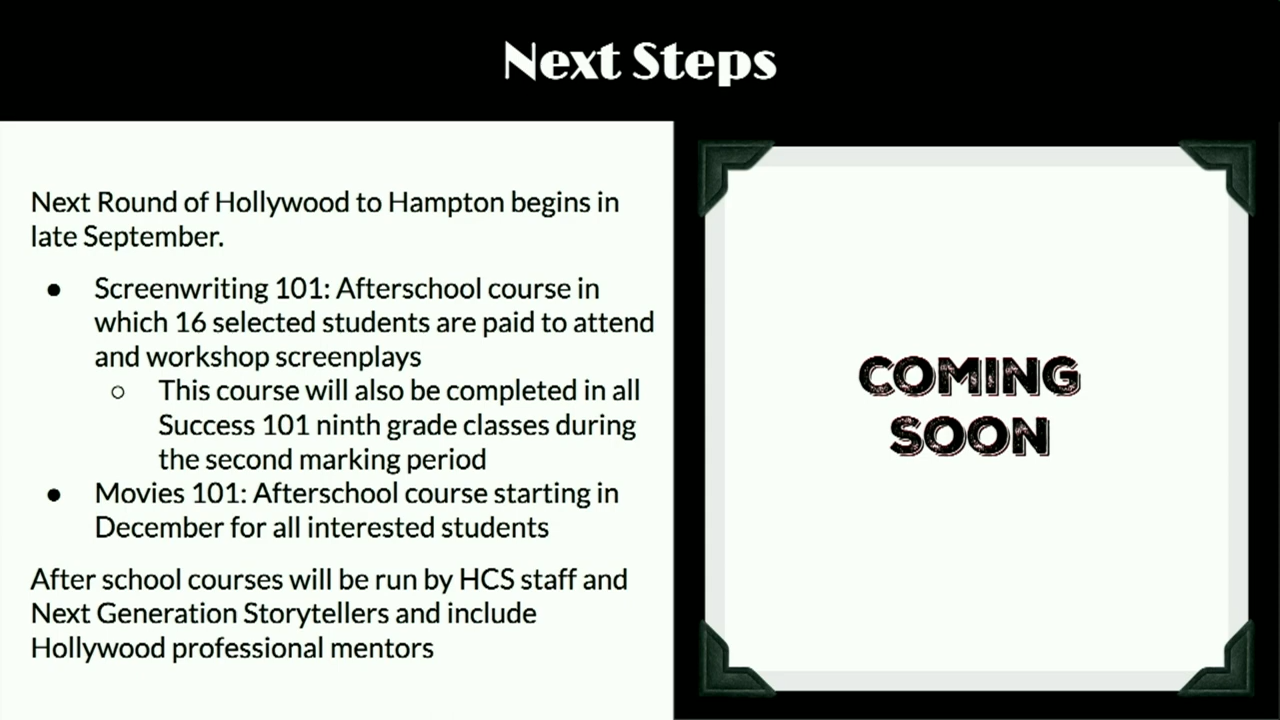 Next Steps
Next Round of Hollywood to Hampton begins in
late September.
● Screenwriting 101: Afterschool course in
which 16 selected students are paid to attend
and workshop screenplays
○ This course will also be completed in all
Success 101 ninth grade classes during
the second marking period
● Movies 101: Afterschool course starting in
December for all interested students
After school courses will be run by HCS staff and
Next Generation Storytellers and include
Hollywood professional mentors
COMING
SOON